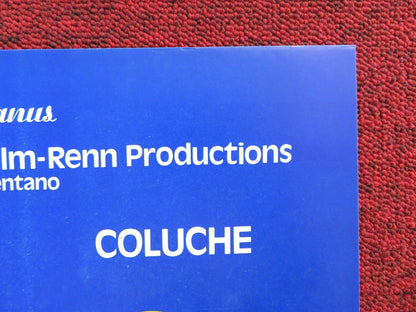 anus
lm-Renn Productions
entano
COLUCHE